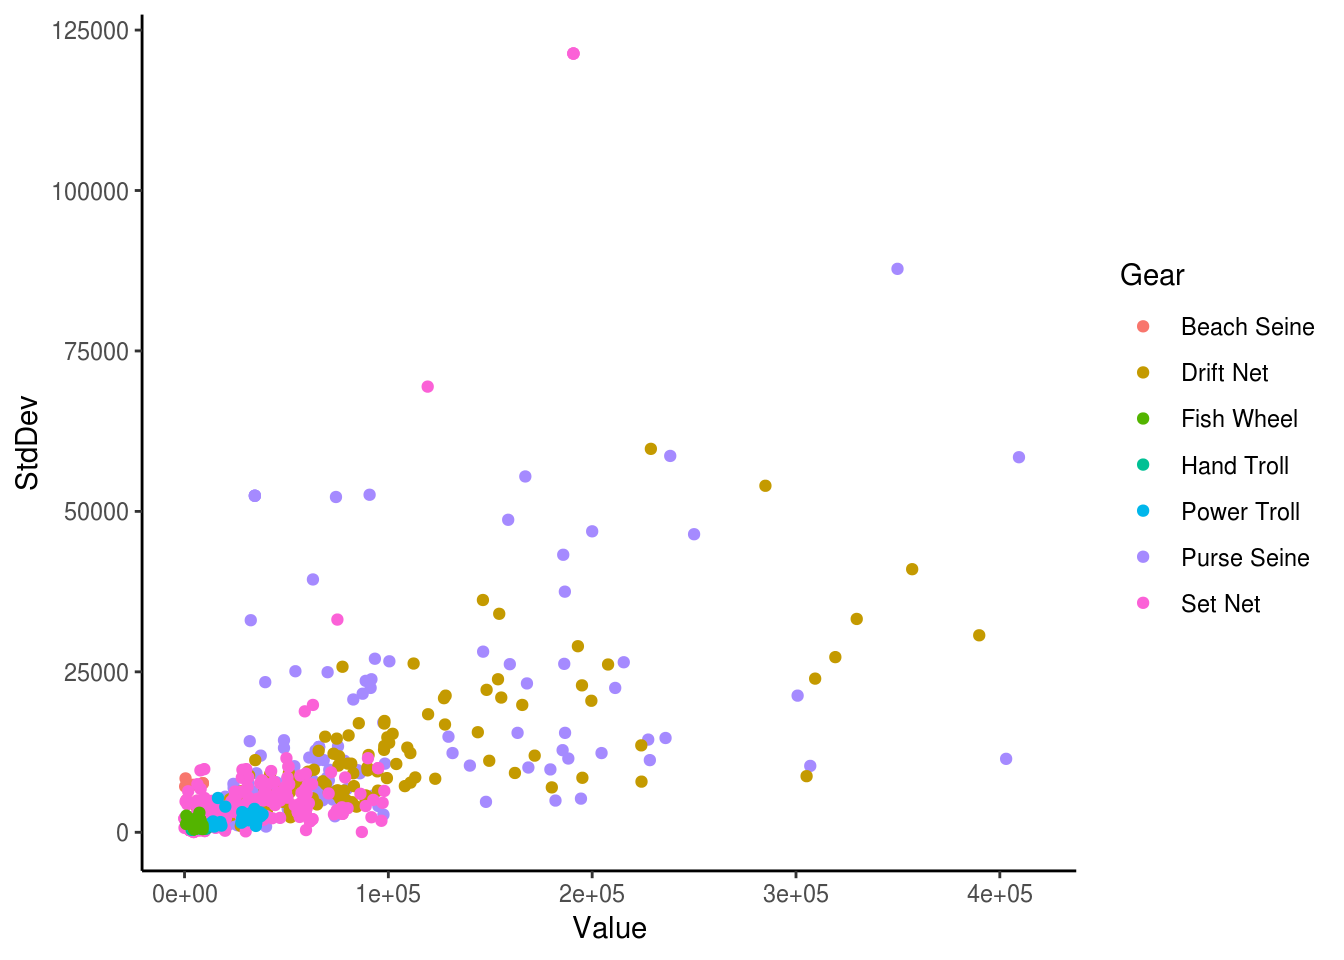 125000
100000
75000
50000
25000
0
StdDev
0e+00 1e+05 2e+05 3e+05 4e+05
Value
Gear
Beach Seine
Drift Net
Fish Wheel
Hand Troll
Power Troll
Purse Seine
Set Net